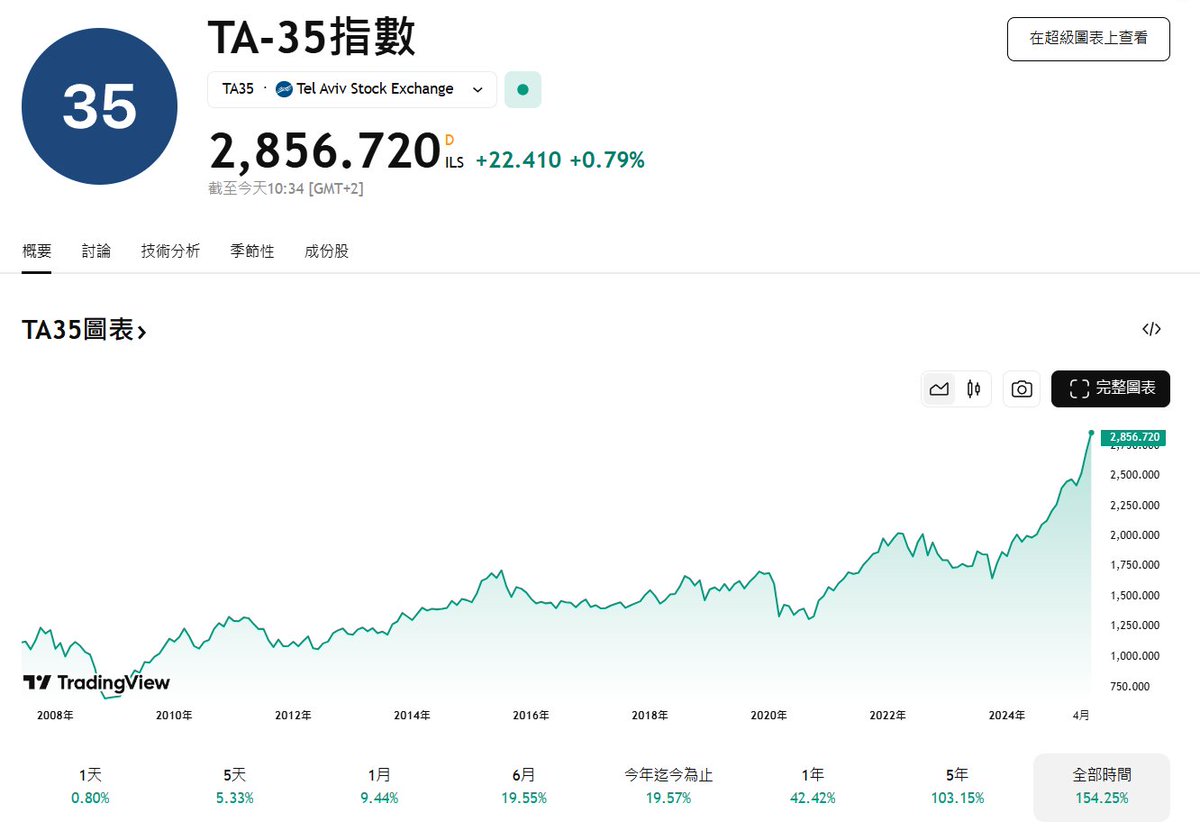 35
TA-35指數
在超級圖表上查看
TA35 · Tel Aviv Stock Exchange
2,856.720 D ILS +22.410 +0.79%
截至今天10:34 [GMT+2]
概要 討論 技術分析 季節性 成份股
TA35圖表
完整圖表
2,856.720
2,750.000
2,500.000
2,250.000
2,000.000
1,750.000
1,500.000
1,250.000
1,000.000
750.000
TradingView
2008年 2010年 2012年 2014年 2016年 2018年 2020年 2022年 2024年 4月
1天 5天 1月 6月 今年迄今為止 1年 5年 全部時間
0.80% 5.33% 9.44% 19.55% 19.57% 42.42% 103.15% 154.25%